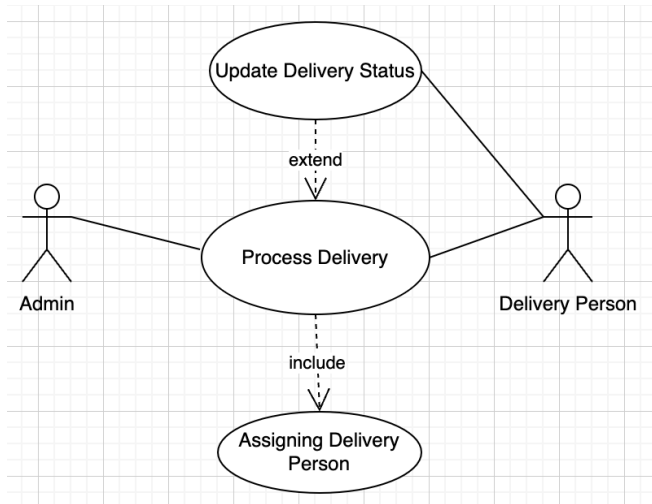 Update Delivery Status
extend
Process Delivery
Admin
Delivery Person
include
Assigning Delivery
Person